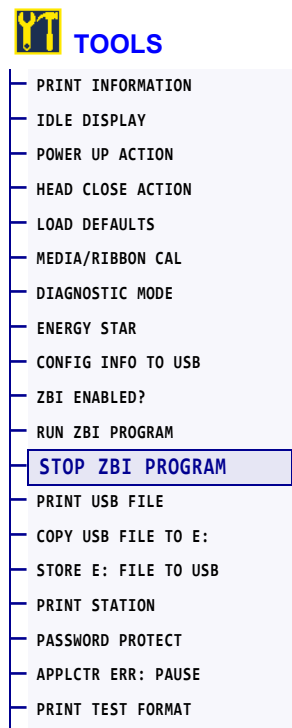 TOOLS
PRINT INFORMATION
IDLE DISPLAY
POWER UP ACTION
HEAD CLOSE ACTION
LOAD DEFAULTS
MEDIA/RIBBON CAL
DIAGNOSTIC MODE
ENERGY STAR
CONFIG INFO TO USB
ZBI ENABLED?
RUN ZBI PROGRAM
STOP ZBI PROGRAM
PRINT USB FILE
COPY USB FILE TO E:
STORE E: FILE TO USB
PRINT STATION
PASSWORD PROTECT
APPLCTR ERR: PAUSE
PRINT TEST FORMAT